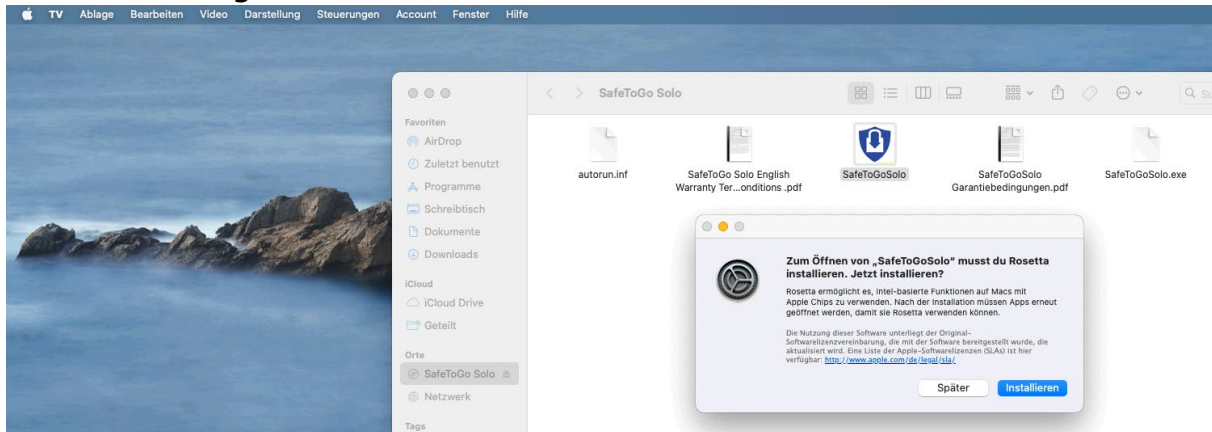 TV Ablage Bearbeiten Video Darstellung Steuerungen Account Fenster Hilfe
SafeToGo Solo
Favoriten
AirDrop
Zuletzt benutzt
Programme
Schreibtisch
Dokumente
Downloads
iCloud
iCloud Drive
Geteilt
Orte
SafeToGo Solo
Netzwerk
Tags
autorun.inf
SafeToGo Solo English
Warranty Ter...onditions .pdf
SafeToGoSolo
SafeToGoSolo
Garantiebedingungen.pdf
SafeToGoSolo.exe
Zum Öffnen von „SafeToGoSolo“ musst du Rosetta
installieren. Jetzt installieren?
Rosetta ermöglicht es, Intel-basierte Funktionen auf Macs mit
Apple Chips zu verwenden. Nach der Installation müssen Apps erneut
geöffnet werden, damit sie Rosetta verwenden können.
Die Nutzung dieser Software unterliegt der Original-
Softwarelizenzvereinbarung, die mit der Software bereitgestellt wurde, die
aktualisiert wird. Eine Liste der Apple-Softwarelizenzen (SLAs) ist hier
verfügbar: http://www.apple.com/de/legal/sla/
Später Installieren